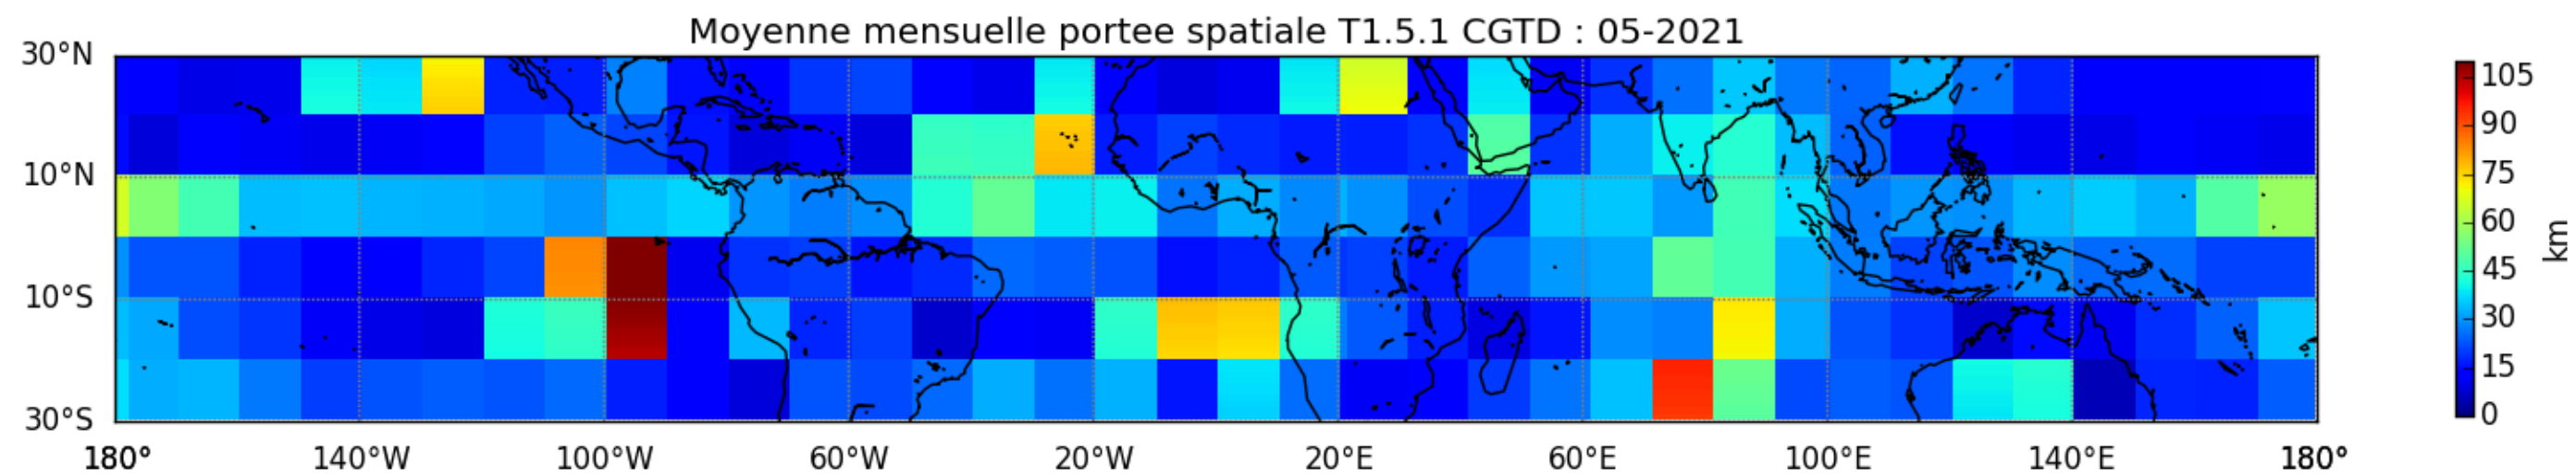 Moyenne mensuelle portee spatiale T1.5.1 CGTD : 05-2021
30°N
10°N
10°S
30°S
180° 140°W 100°W 60°W 20°W 20°E 60°E 100°E 140°E 180°
105
90
75
60
45
30
15
0
km